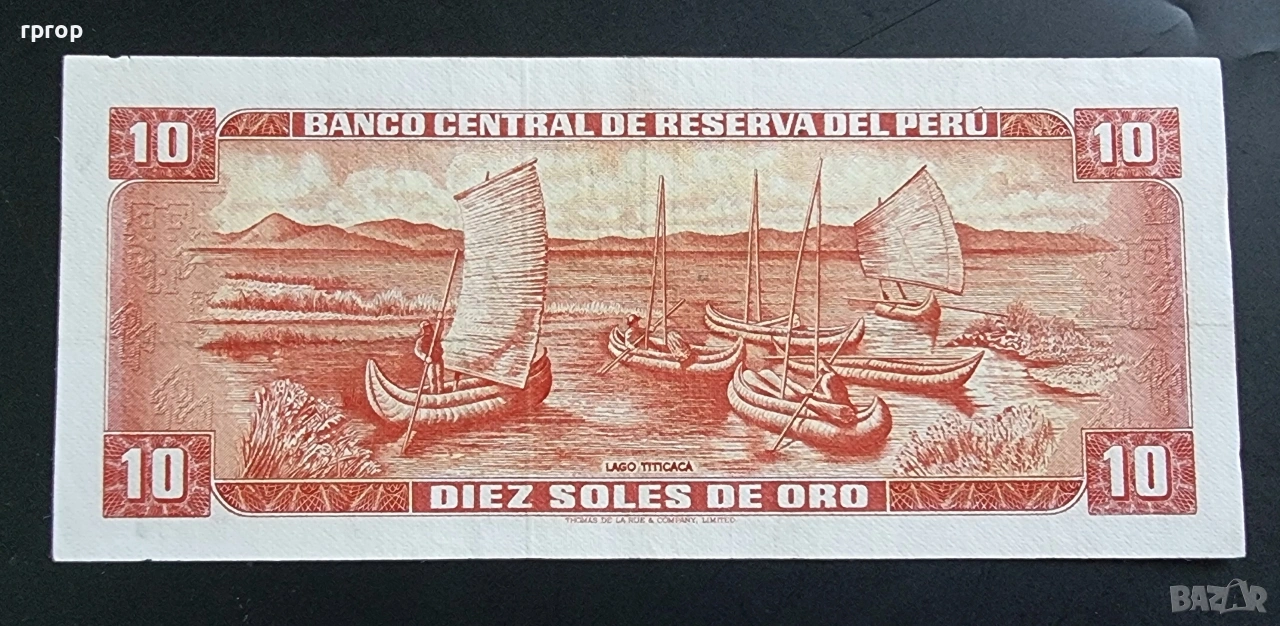 rprop
10 BANCO CENTRAL DE RESERVA DEL PERÚ 10
LAGO TITICACA
10 DIEZ SOLES DE ORO 10
THOMAS DE LA RUE & COMPANY, LIMITED.
BAZAR